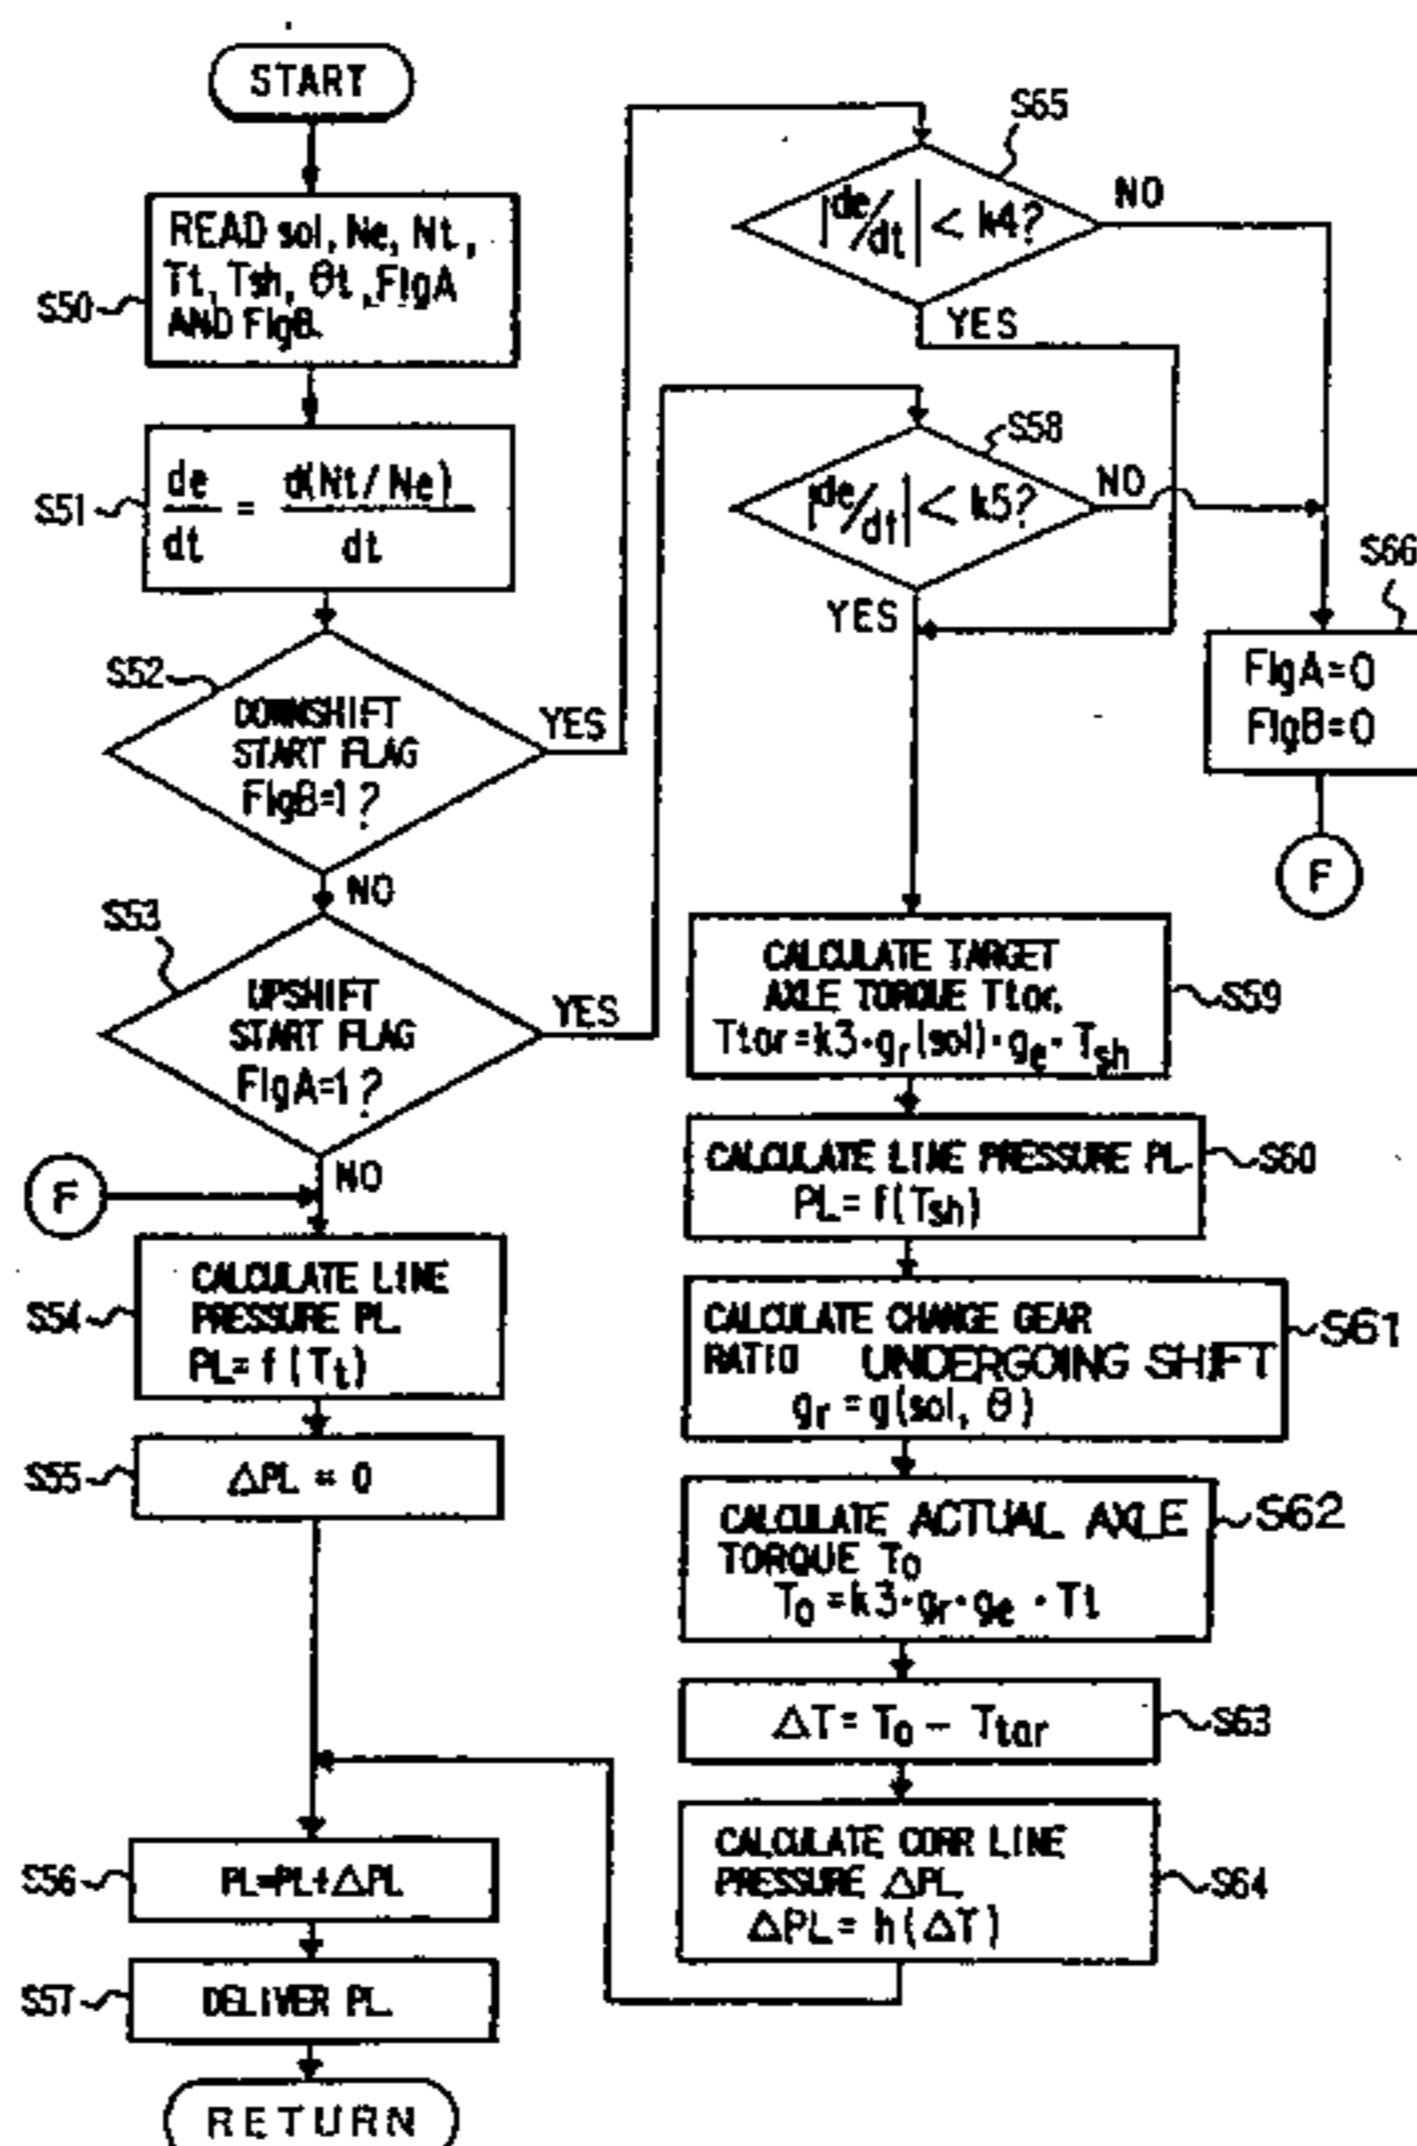 START
S50
READ sol, Ne, Nt,
Tt, Tsh, θt, FlgA
AND FlgB.
S51
de/dt = d(Nt/Ne)/dt
S52
DOWNSHIFT
START FLAG
FlgB=1?
YES
NO
S53
UPSHIFT
START FLAG
FlgA=1?
YES
NO
F
S54
CALCULATE LINE
PRESSURE PL.
PL=f(Tt)
S55
ΔPL = 0
S56
PL=PL+ΔPL
S57
DELIVER PL.
RETURN
S65
|de/dt| < k4?
NO
YES
S58
|de/dt| < k5?
NO
YES
S66
FlgA=0
FlgB=0
F
CALCULATE TARGET
AXLE TORQUE Ttar.
Ttar=k3·gr(sol)·ge·Tsh
S59
CALCULATE LINE PRESSURE PL.
PL=f(Tsh)
S60
CALCULATE CHANGE GEAR
RATIO UNDERGOING SHIFT
gr=g(sol, θ)
S61
CALCULATE ACTUAL AXLE
TORQUE To
To=k3·gr·ge·Tt
S62
ΔT=To-Ttar
S63
CALCULATE CORR LINE
PRESSURE ΔPL
ΔPL=h(ΔT)
S64